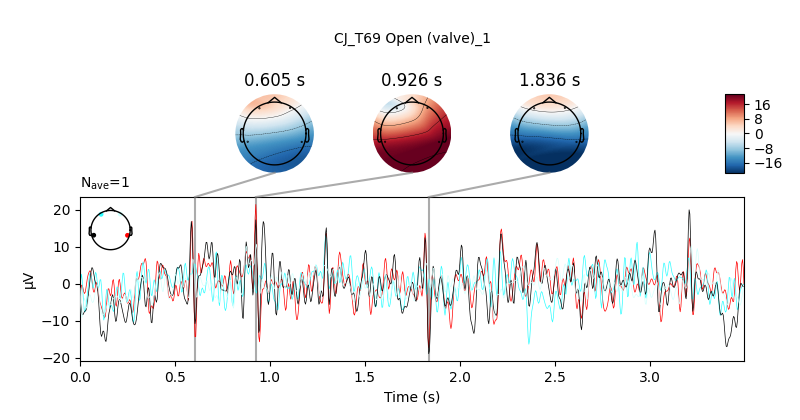 CJ_T69 Open (valve)_1
0.605 s 0.926 s 1.836 s
16
8
0
−8
−16
Nave=1
20
10
0
−10
−20
µV
0.0 0.5 1.0 1.5 2.0 2.5 3.0
Time (s)